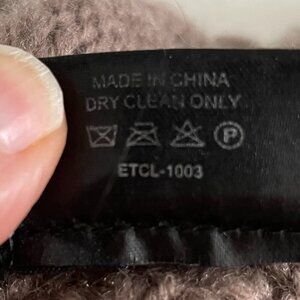 MADE IN CHINA
DRY CLEAN ONLY
P
ETCL-1003